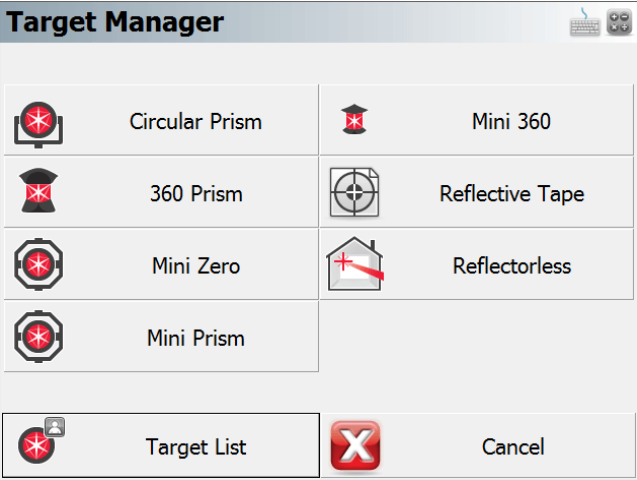 Target Manager
Circular Prism
Mini 360
360 Prism
Reflective Tape
Mini Zero
Reflectorless
Mini Prism
Target List
Cancel